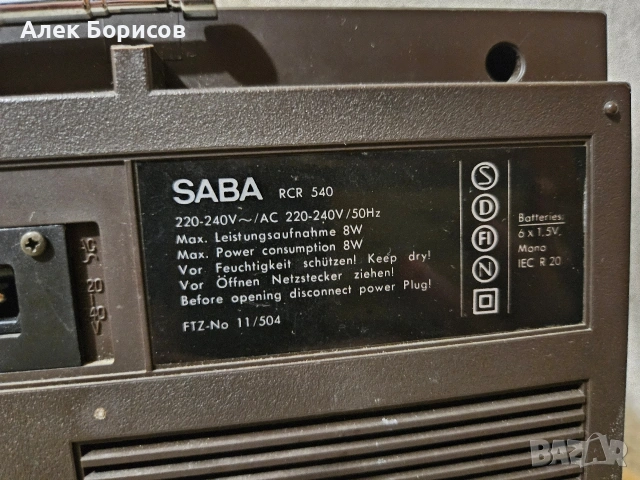 Алек Борисов
SABA RCR 540
220-240V~/AC 220-240V/50Hz
Max. Leistungsaufnahme 8W
Max. Power consumption 8W
Vor Feuchtigkeit schützen! Keep dry!
Vor Öffnen Netzstecker ziehen!
Before opening disconnect power Plug!
FTZ-No 11/504
S
D
FI
N
Batteries:
6 x 1.5V,
Mono
IEC R 20
AC
220
240
V
BAZAR